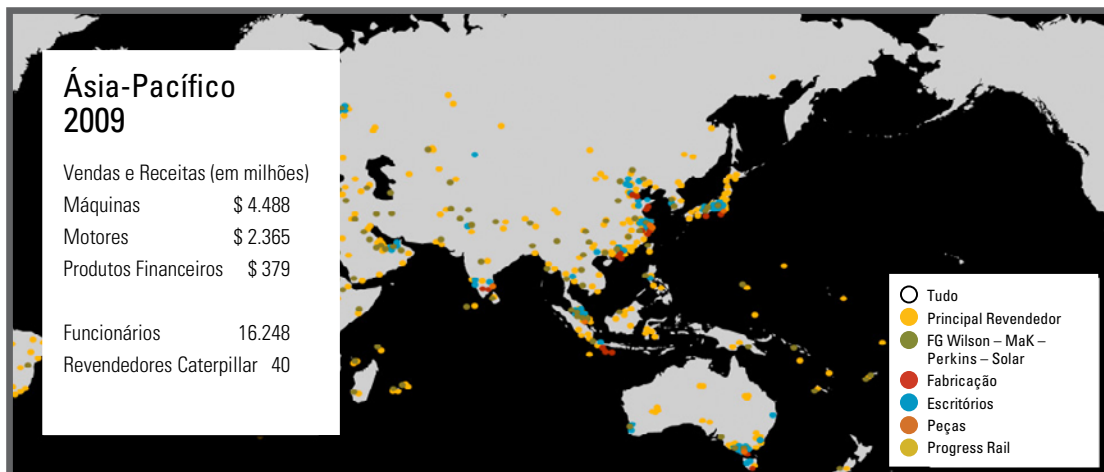 Ásia-Pacífico
2009
Vendas e Receitas (em milhões)
Máquinas $ 4.488
Motores $ 2.365
Produtos Financeiros $ 379
Funcionários 16.248
Revendedores Caterpillar 40
Tudo
Principal Revendedor
FG Wilson – MaK –
Perkins – Solar
Fabricação
Escritórios
Peças
Progress Rail